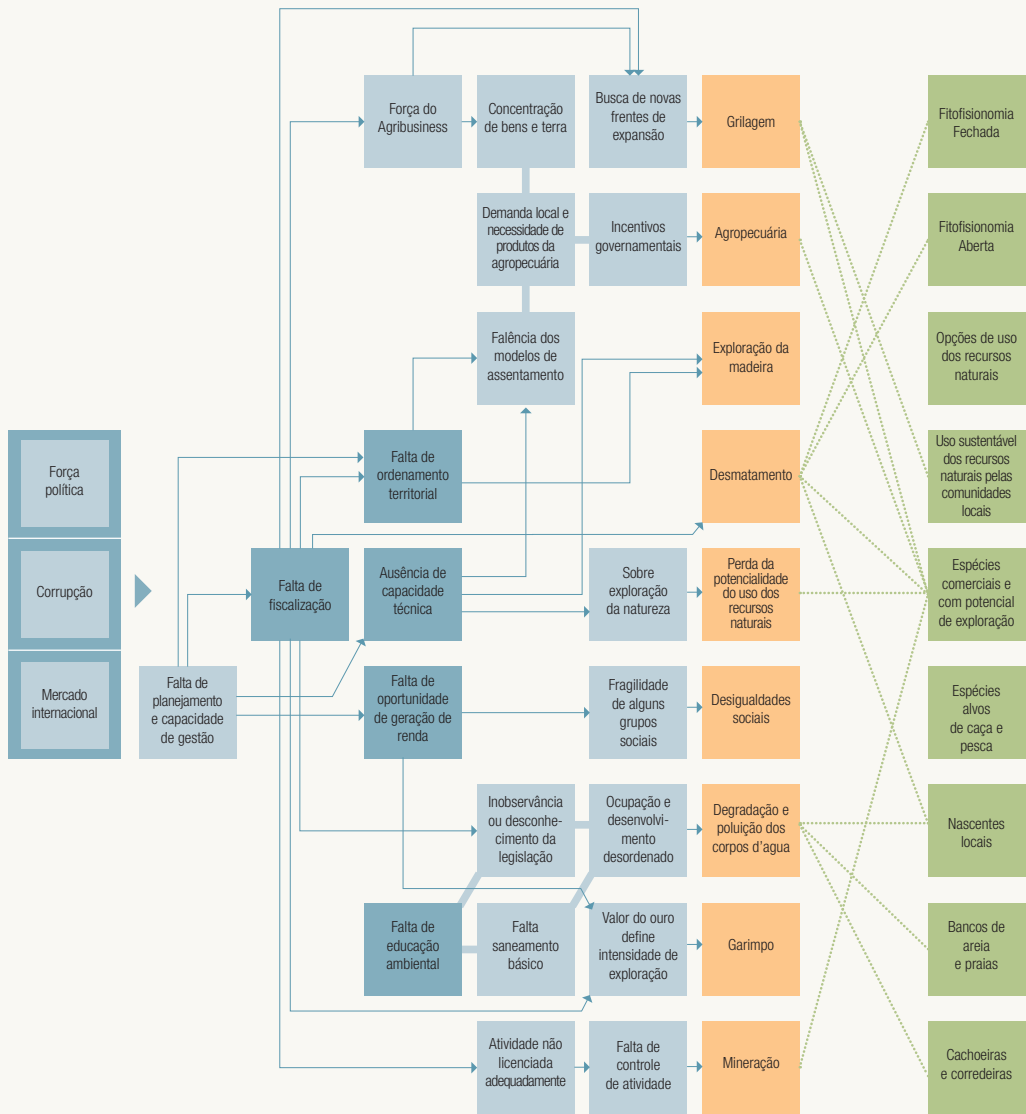 Força do
Agribusiness
Concentração
de bens e terra
Busca de novas
frentes de
expansão
Grilagem
Fitofisionomia
Fechada
Demanda local e
necessidade de
produtos da
agropecuária
Incentivos
governamentais
Agropecuária
Fitofisionomia
Aberta
Falência dos
modelos de
assentamento
Exploração da
madeira
Opções de uso
dos recursos
naturais
Força
política
Falta de
ordenamento
territorial
Desmatamento
Uso sustentável
dos recursos
naturais pelas
comunidades
locais
Corrupção
Falta de
fiscalização
Ausência de
capacidade
técnica
Sobre
exploração
da natureza
Perda da
potencialidade
do uso dos
recursos
naturais
Espécies
comerciais e
com potencial
de exploração
Mercado
internacional
Falta de
planejamento
e capacidade
de gestão
Falta de
oportunidade
de geração de
renda
Fragilidade
de alguns
grupos
sociais
Desigualdades
sociais
Espécies
alvos
de caça e
pesca
Inobservância
ou desconhe-
cimento da
legislação
Ocupação e
desenvolvi-
mento
desordenado
Degradação e
poluição dos
corpos d'agua
Nascentes
locais
Falta de
educação
ambiental
Falta
saneamento
básico
Valor do ouro
define
intensidade de
exploração
Garimpo
Bancos de
areia
e praias
Atividade não
licenciada
adequadamente
Falta de
controle
de atividade
Mineração
Cachoeiras
e corredeiras